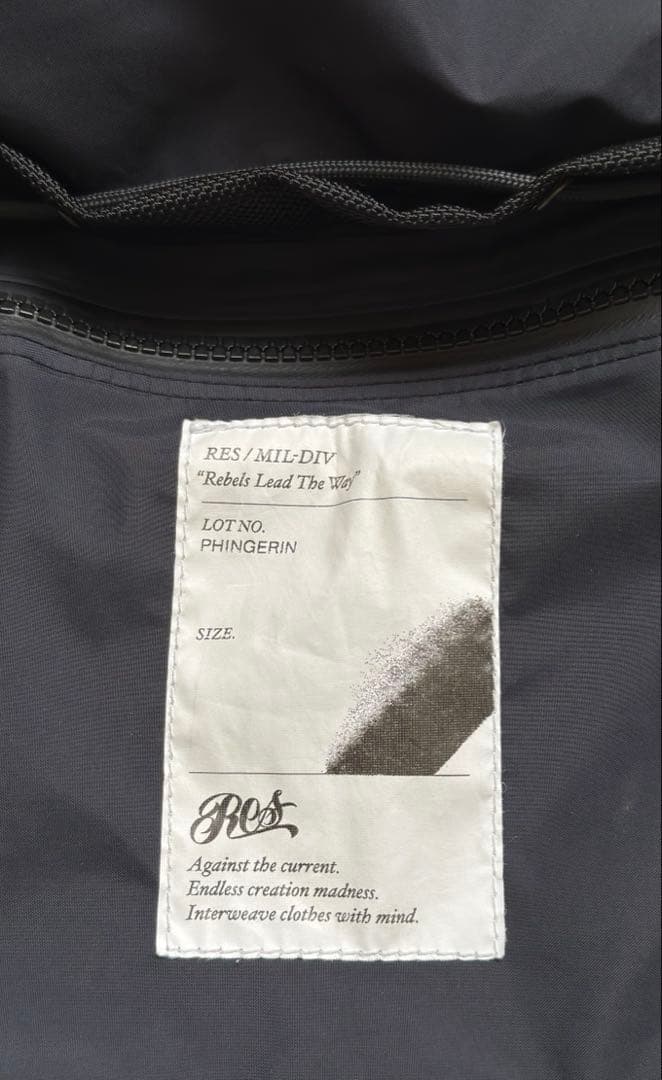 RES / MIL-DIV
“Rebels Lead The Way”
LOT NO.
PHINGERIN
SIZE.
Res
Against the current.
Endless creation madness.
Interweave clothes with mind.